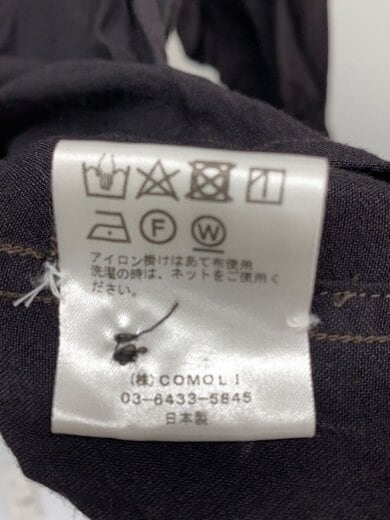 F W
アイロン掛けはあて布使用
洗濯の時は、ネットをご使用く
ださい。
(株)COMOLI
03-6433-5845
日本製